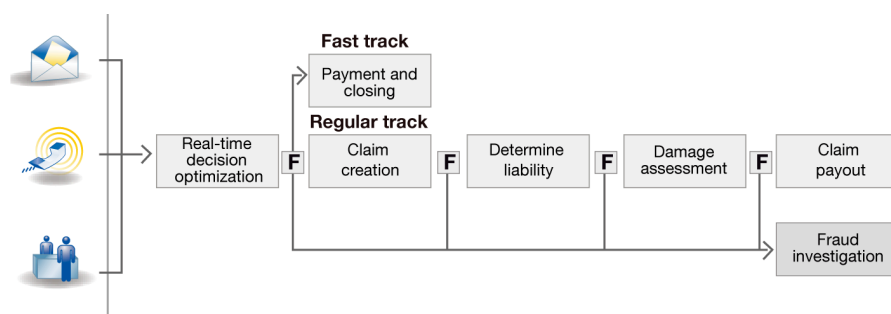 Fast track
Payment and
closing
Regular track
Real-time
decision
optimization
F
Claim
creation
F
Determine
liability
F
Damage
assessment
F
Claim
payout
Fraud
investigation